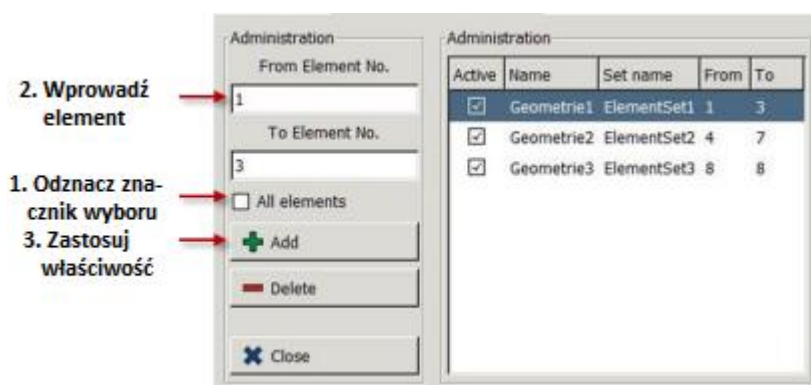 2. Wprowadź
element
1. Odznacz zna-
cznik wyboru
3. Zastosuj
właściwość
Administration
From Element No.
1
To Element No.
3
All elements
Add
Delete
Close
Administration
Active Name Set name From To
Geometrie1 ElementSet1 1 3
Geometrie2 ElementSet2 4 7
Geometrie3 ElementSet3 8 8